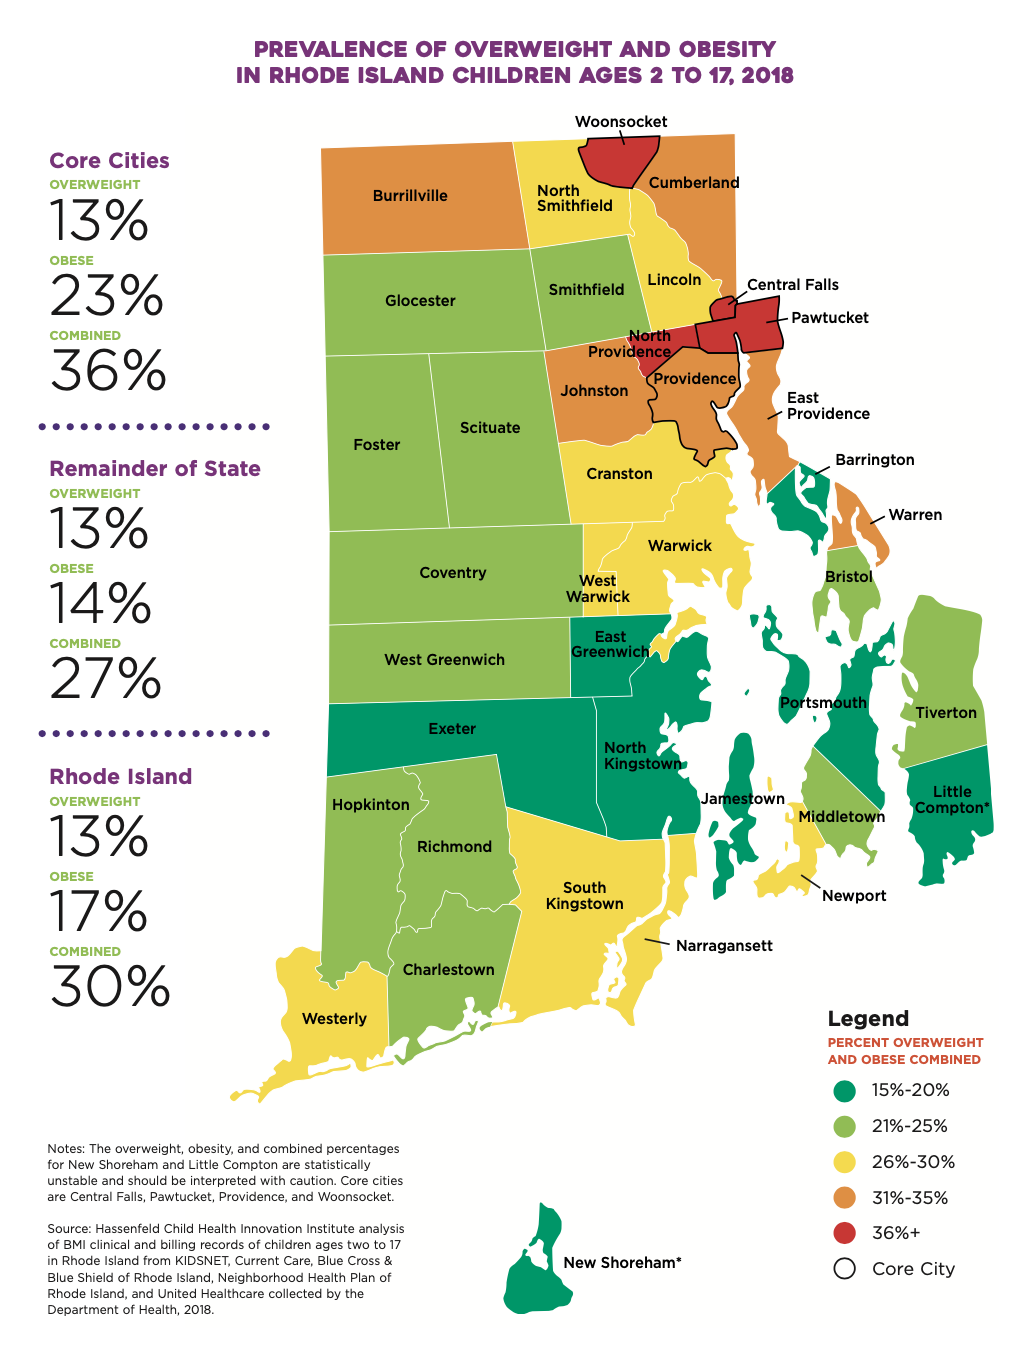 PREVALENCE OF OVERWEIGHT AND OBESITY
IN RHODE ISLAND CHILDREN AGES 2 TO 17, 2018
Core Cities
OVERWEIGHT
13%
OBESE
23%
COMBINED
36%
Remainder of State
OVERWEIGHT
13%
OBESE
14%
COMBINED
27%
Rhode Island
OVERWEIGHT
13%
OBESE
17%
COMBINED
30%
Woonsocket
Burrillville
North
Smithfield
Cumberland
Glocester
Smithfield
Lincoln
Central Falls
Pawtucket
North
Providence
Johnston
Providence
East
Providence
Foster
Scituate
Cranston
Barrington
Warren
Coventry
West
Warwick
Warwick
Bristol
West Greenwich
East
Greenwich
Exeter
North
Kingstown
Portsmouth
Tiverton
Hopkinton
Richmond
Jamestown
Middletown
Little
Compton*
South
Kingstown
Newport
Narragansett
Charlestown
Westerly
New Shoreham*
Legend
PERCENT OVERWEIGHT
AND OBESE COMBINED
15%-20%
21%-25%
26%-30%
31%-35%
36%+
Core City
Notes: The overweight, obesity, and combined percentages
for New Shoreham and Little Compton are statistically
unstable and should be interpreted with caution. Core cities
are Central Falls, Pawtucket, Providence, and Woonsocket.
Source: Hassenfeld Child Health Innovation Institute analysis
of BMI clinical and billing records of children ages two to 17
in Rhode Island from KIDSNET, Current Care, Blue Cross &
Blue Shield of Rhode Island, Neighborhood Health Plan of
Rhode Island, and United Healthcare collected by the
Department of Health, 2018.